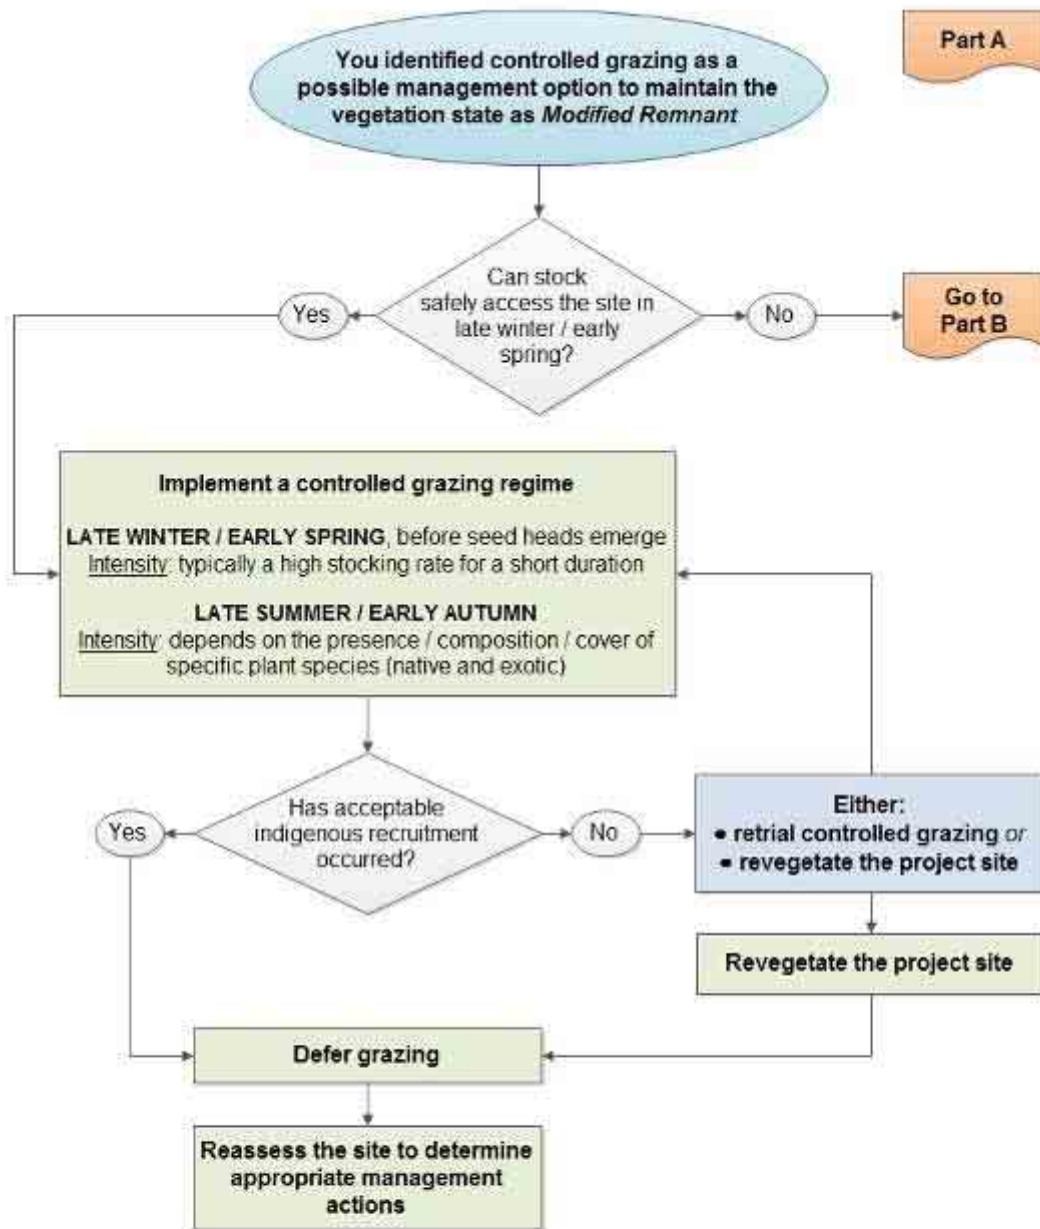 Part A
You identified controlled grazing as a
possible management option to maintain the
vegetation state as Modified Remnant
Can stock
safely access the site in
late winter / early
spring?
Yes
No
Go to
Part B
Implement a controlled grazing regime
LATE WINTER / EARLY SPRING, before seed heads emerge
Intensity: typically a high stocking rate for a short duration
LATE SUMMER / EARLY AUTUMN
Intensity: depends on the presence / composition / cover of
specific plant species (native and exotic)
Has acceptable
indigenous recruitment
occurred?
Yes
No
Either:
● retrial controlled grazing or
● revegetate the project site
Revegetate the project site
Defer grazing
Reassess the site to determine
appropriate management
actions